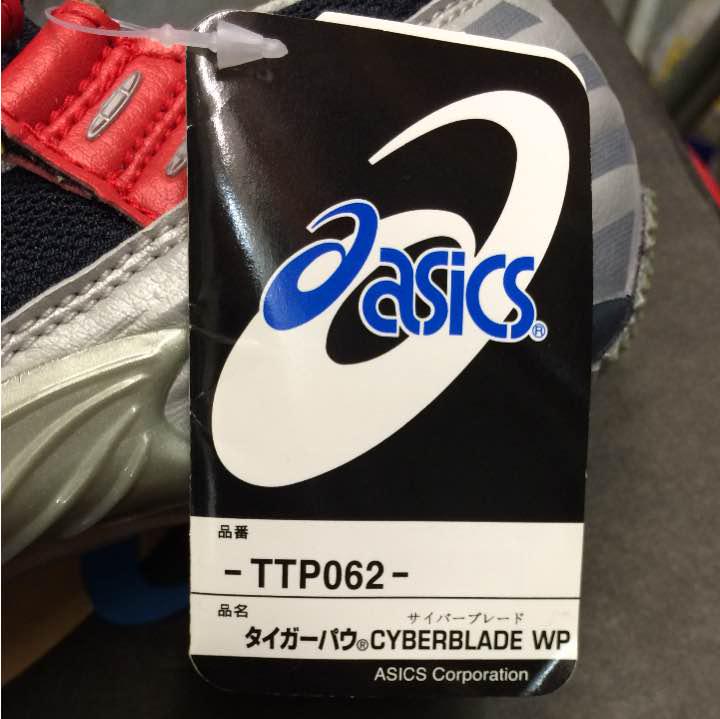 asics®
品番
-TTP062-
品名
サイバーブレード
タイガーパウ®CYBERBLADE WP
ASICS Corporation